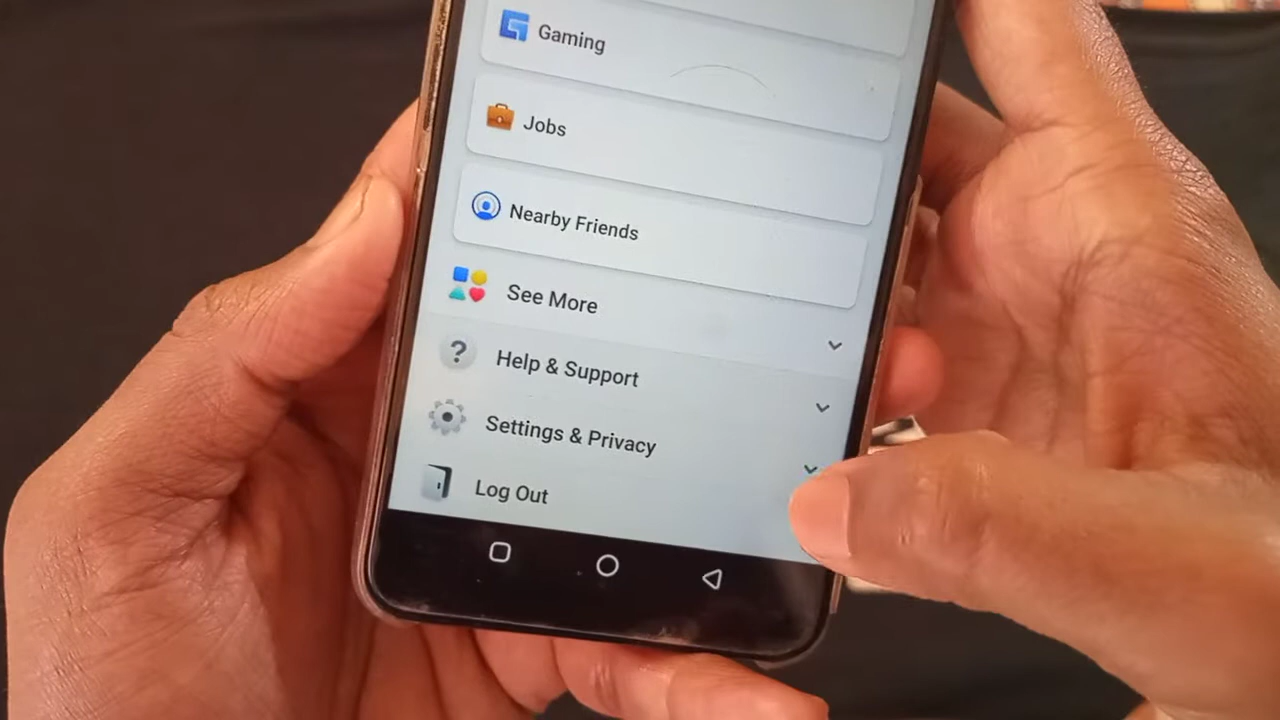 Gaming
Jobs
Nearby Friends
See More
Help & Support
Settings & Privacy
Log Out